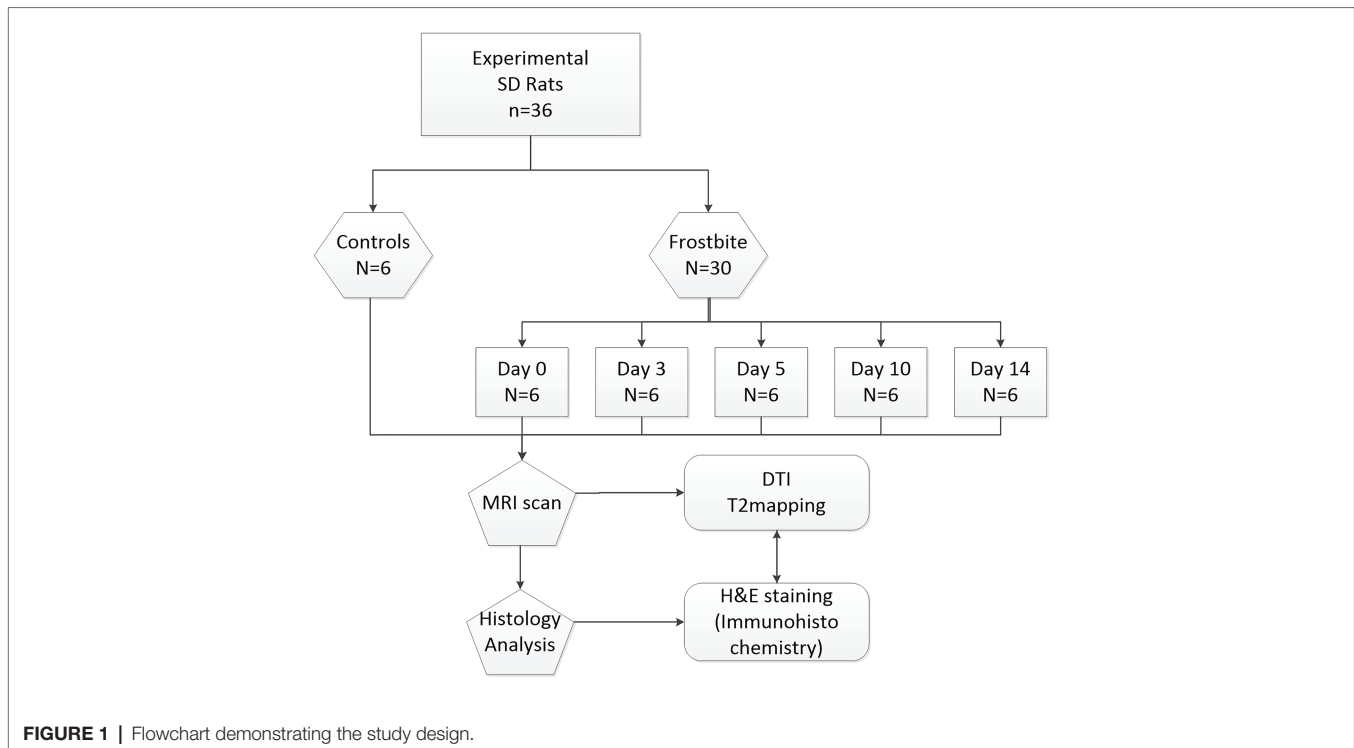 Experimental
SD Rats
n=36
Controls
N=6
Frostbite
N=30
Day 0
N=6
Day 3
N=6
Day 5
N=6
Day 10
N=6
Day 14
N=6
MRI scan
DTI
T2mapping
Histology
Analysis
H&E staining
(Immunohisto
chemistry)
FIGURE 1 | Flowchart demonstrating the study design.